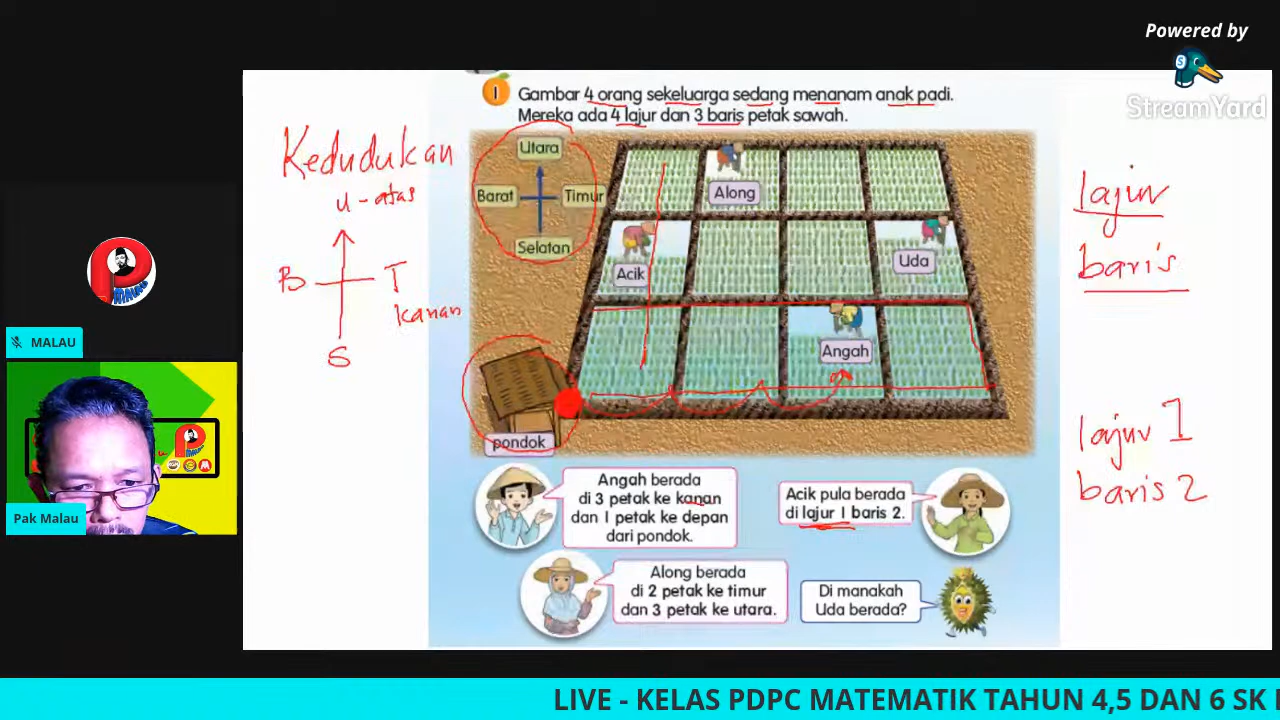 Powered by
StreamYard
1
Gambar 4 orang sekeluarga sedang menanam anak padi.
Mereka ada 4 lajur dan 3 baris petak sawah.
Kedudukan
u - atas
B
T
kanan
S
Utara
Barat
Timur
Selatan
Along
Acik
Uda
Angah
pondok
lajur
baris
lajur 1
baris 2
Angah berada
di 3 petak ke kanan
dan 1 petak ke depan
dari pondok.
Acik pula berada
di lajur 1 baris 2.
Along berada
di 2 petak ke timur
dan 3 petak ke utara.
Di manakah
Uda berada?
P
MALAU
MALAU
P
Pak Malau
LIVE - KELAS PDPC MATEMATIK TAHUN 4,5 DAN 6 SK